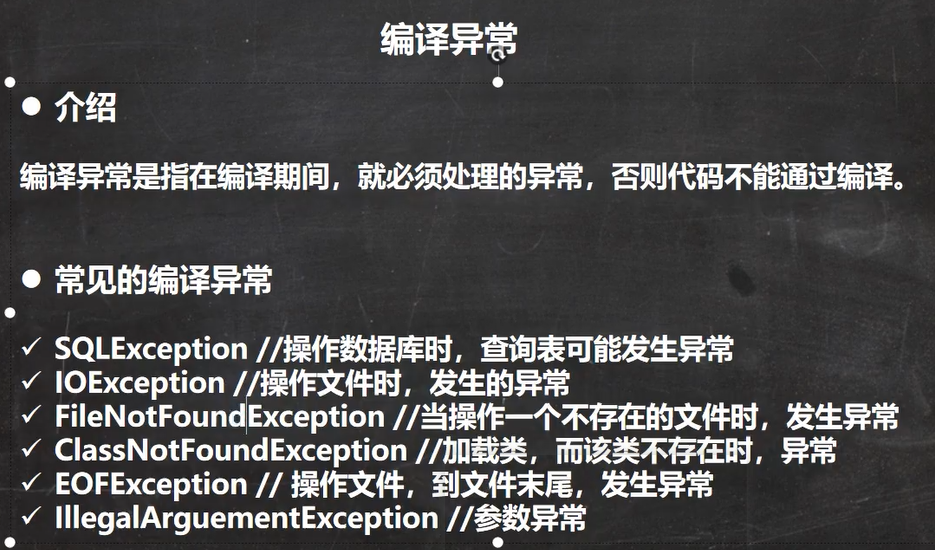 编译异常
● 介绍
编译异常是指在编译期间，就必须处理的异常，否则代码不能通过编译。
● 常见的编译异常
✓ SQLException //操作数据库时，查询表可能发生异常
✓ IOException //操作文件时，发生的异常
✓ FileNotFoundException //当操作一个不存在的文件时，发生异常
✓ ClassNotFoundException //加载类，而该类不存在时，异常
✓ EOFException // 操作文件，到文件末尾，发生异常
✓ IllegalArguementException //参数异常